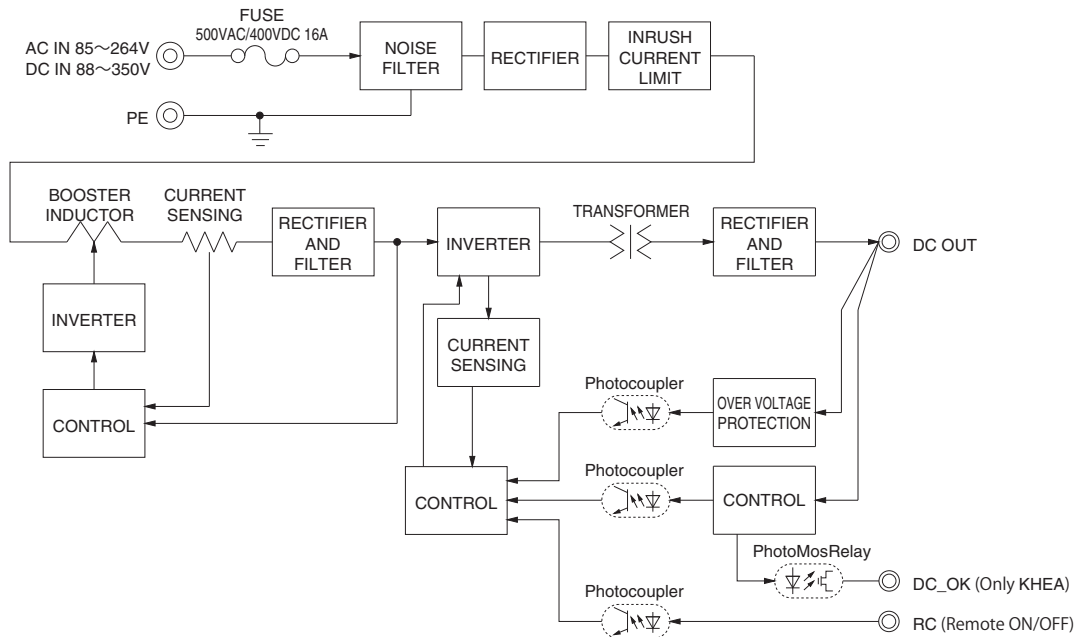 FUSE
500VAC/400VDC 16A
AC IN 85～264V
DC IN 88～350V
NOISE
FILTER
RECTIFIER
INRUSH
CURRENT
LIMIT
PE
BOOSTER
INDUCTOR
CURRENT
SENSING
RECTIFIER
AND
FILTER
INVERTER
TRANSFORMER
RECTIFIER
AND
FILTER
DC OUT
INVERTER
CURRENT
SENSING
CONTROL
Photocoupler
OVER VOLTAGE
PROTECTION
CONTROL
Photocoupler
CONTROL
PhotoMosRelay
DC_OK (Only KHEA)
Photocoupler
RC (Remote ON/OFF)